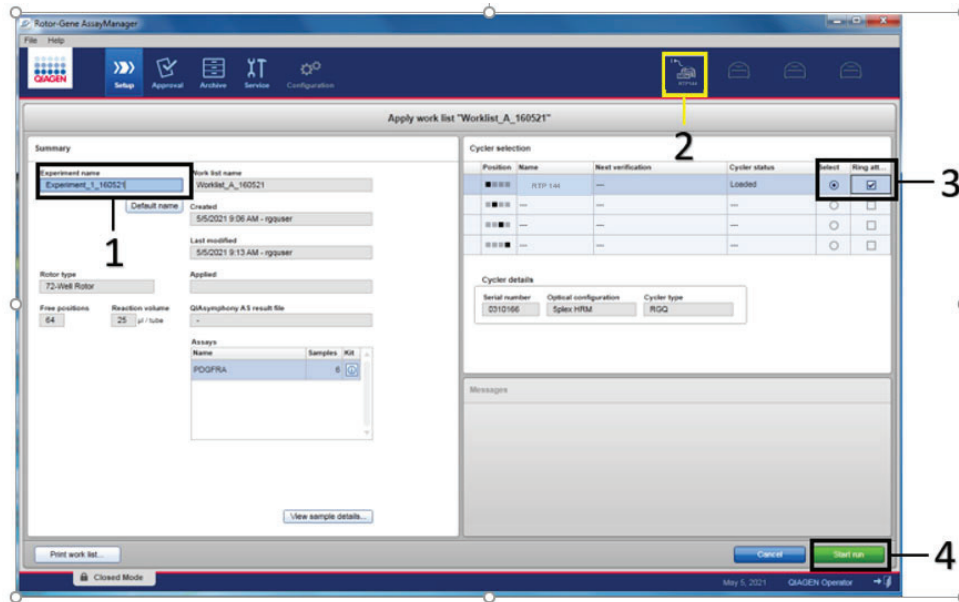 Rotor-Gene AssayManager
File Help
QIAGEN
Setup Approval Archive Service Configuration
RTP144
Apply work list "Worklist_A_160521"
2
Summary
Cycler selection
Experiment name
Work list name
Experiment_1_160521
Worklist_A_160521
Default name
1
Created
5/5/2021 9:06 AM - rgquser
Last modified
5/5/2021 9:13 AM - rgquser
Rotor type
Applied
72-Well Rotor
Free positions Reaction volume QIAsymphony AS result file
64 25 µl / tube -
Assays
Name Samples Kit
PDGFRA 6
View sample details...
Position Name Next verification Cycler status Select Ring att...
RTP 144 --- Loaded
--- --- ---
--- --- ---
--- --- ---
3
Cycler details
Serial number Optical configuration Cycler type
0310166 5plex HRM RGQ
Messages
Print work list...
Cancel Start run
4
Closed Mode
May 5, 2021 QIAGEN Operator